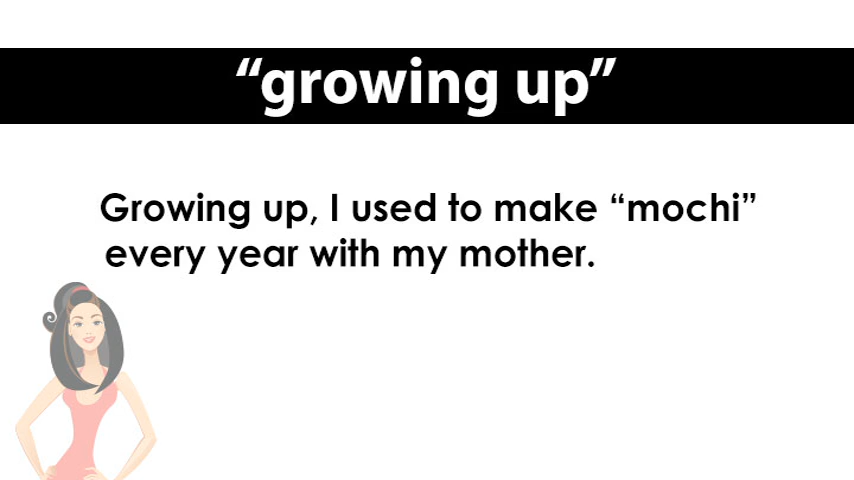 “growing up”
Growing up, I used to make “mochi”
every year with my mother.